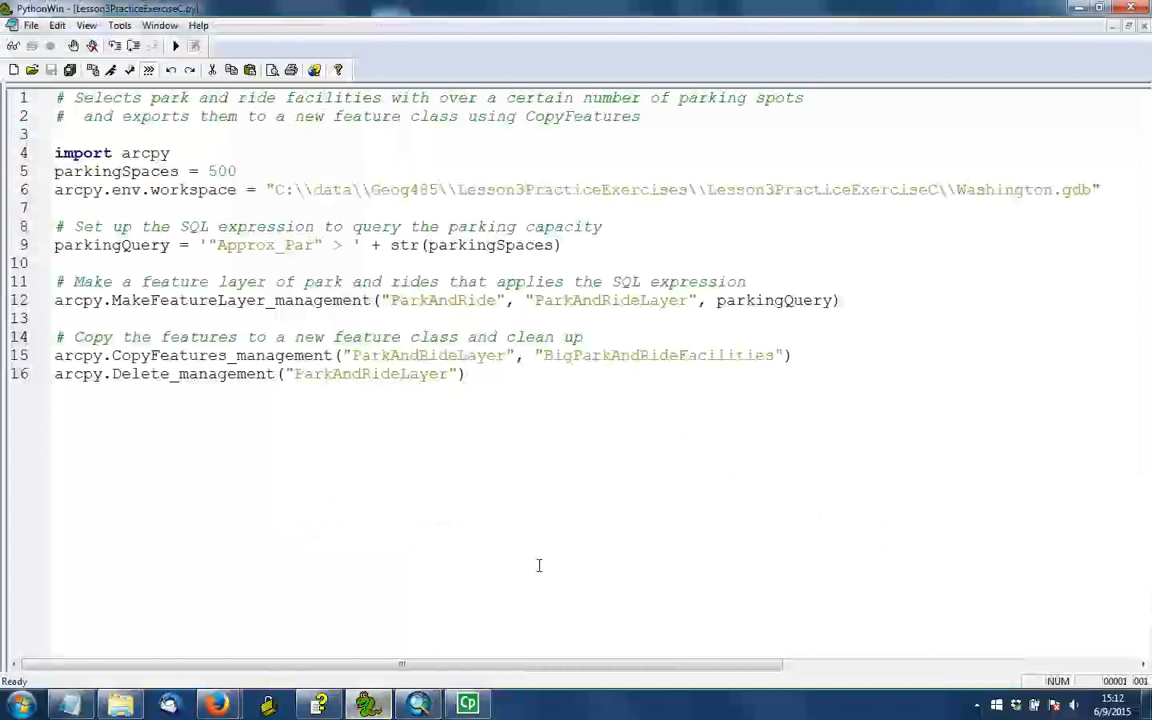 PythonWin - [Lesson3PracticeExerciseC.py]
File Edit View Tools Window Help
1 # Selects park and ride facilities with over a certain number of parking spots
2 #  and exports them to a new feature class using CopyFeatures
3
4 import arcpy
5 parkingSpaces = 500
6 arcpy.env.workspace = "C:\\data\\Geog485\\Lesson3PracticeExercises\\Lesson3PracticeExerciseC\\Washington.gdb"
7
8 # Set up the SQL expression to query the parking capacity
9 parkingQuery = '"Approx_Par" > ' + str(parkingSpaces)
10
11 # Make a feature layer of park and rides that applies the SQL expression
12 arcpy.MakeFeatureLayer_management("ParkAndRide", "ParkAndRideLayer", parkingQuery)
13
14 # Copy the features to a new feature class and clean up
15 arcpy.CopyFeatures_management("ParkAndRideLayer", "BigParkAndRideFacilities")
16 arcpy.Delete_management("ParkAndRideLayer")
Ready NUM 00001 001
Cp
15:12
6/9/2015